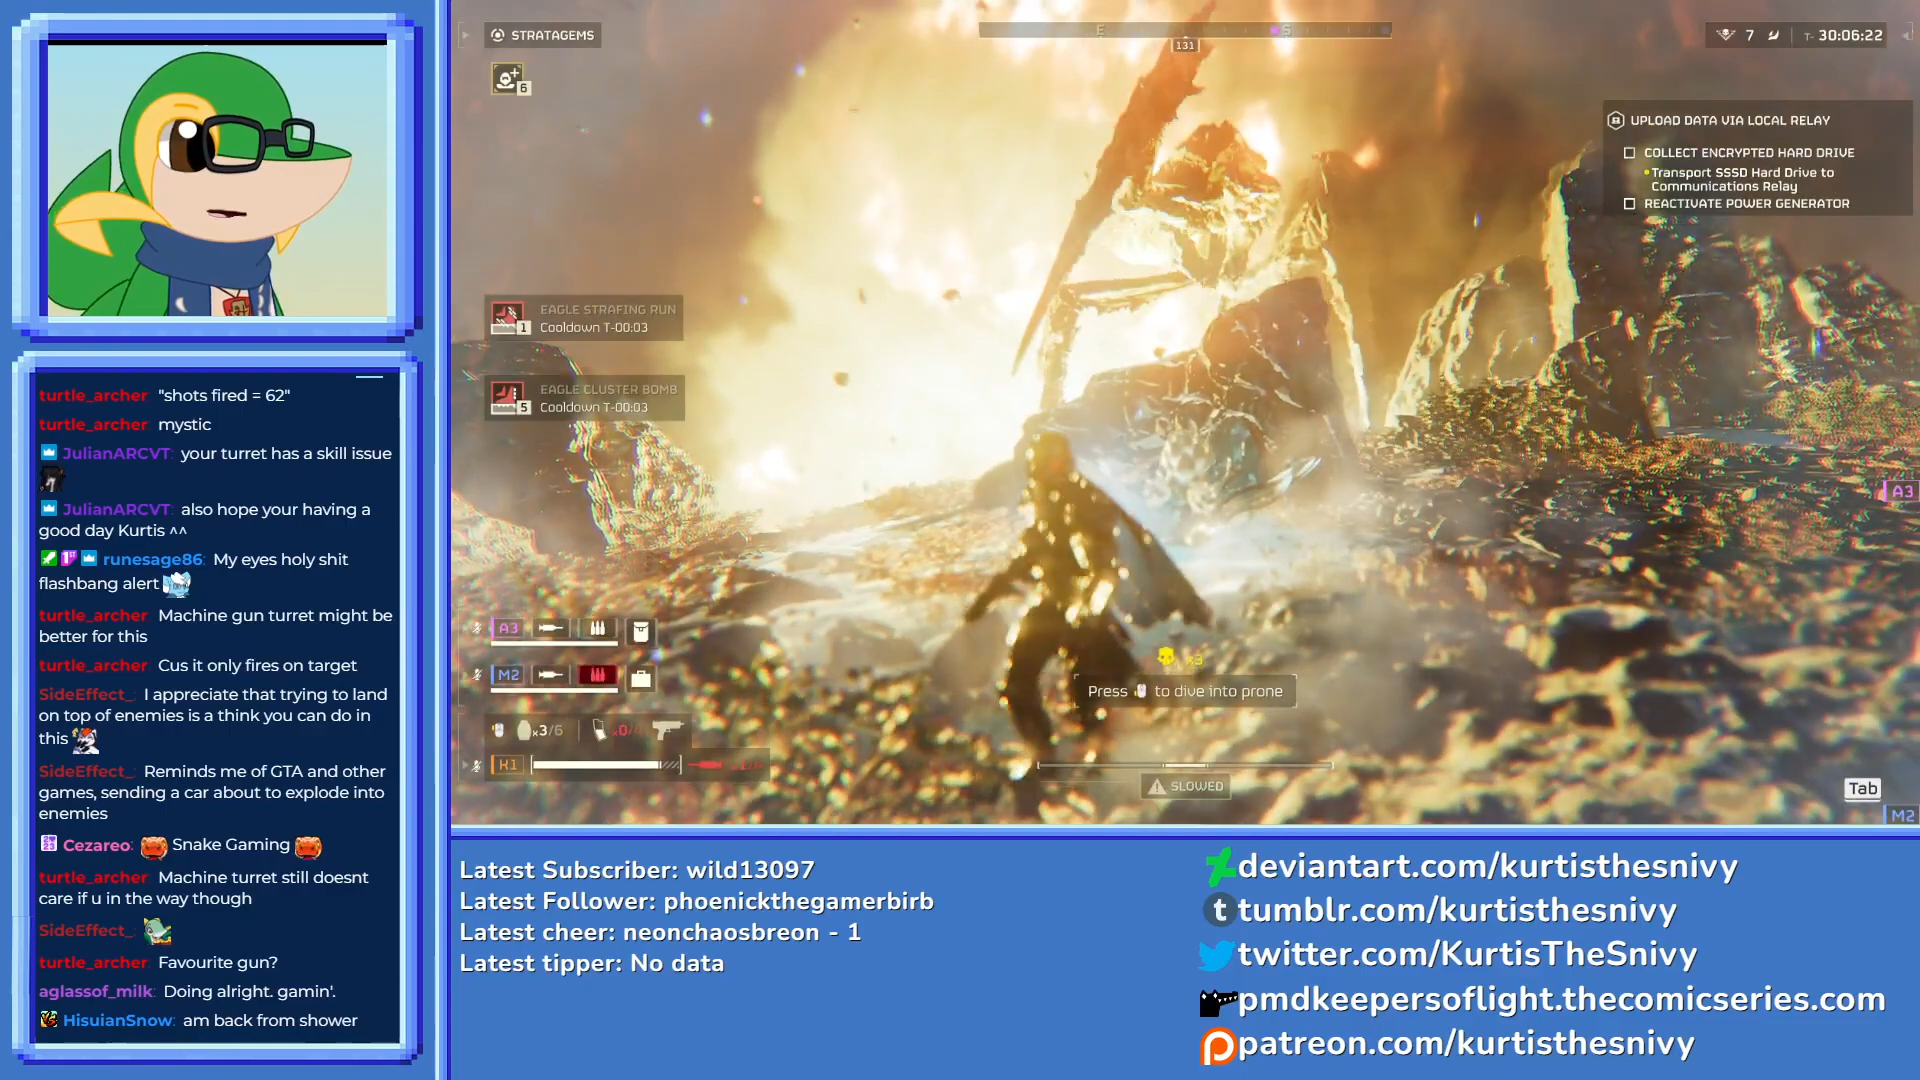 STRATAGEMS
6
E
S
131
7
T- 30:06:22
UPLOAD DATA VIA LOCAL RELAY
COLLECT ENCRYPTED HARD DRIVE
Transport SSSD Hard Drive to
Communications Relay
REACTIVATE POWER GENERATOR
EAGLE STRAFING RUN
1
Cooldown T-00:03
EAGLE CLUSTER BOMB
5
Cooldown T-00:03
A3
A3
M2
x3/6
K1
x3
Press to dive into prone
SLOWED
Tab
M2
turtle_archer "shots fired = 62"
turtle_archer mystic
JulianARCVT: your turret has a skill issue
JulianARCVT: also hope your having a
good day Kurtis ^^
runesage86: My eyes holy shit
flashbang alert
turtle_archer Machine gun turret might be
better for this
turtle_archer Cus it only fires on target
SideEffect_: I appreciate that trying to land
on top of enemies is a think you can do in
this
SideEffect_: Reminds me of GTA and other
games, sending a car about to explode into
enemies
Cezareo: Snake Gaming
turtle_archer Machine turret still doesnt
care if u in the way though
SideEffect_:
turtle_archer Favourite gun?
aglassof_milk: Doing alright. gamin'.
HisuianSnow: am back from shower
Latest Subscriber: wild13097
Latest Follower: phoenickthegamerbirb
Latest cheer: neonchaosbreon - 1
Latest tipper: No data
deviantart.com/kurtisthesnivy
tumblr.com/kurtisthesnivy
twitter.com/KurtisTheSnivy
pmdkeepersoflight.thecomicseries.com
patreon.com/kurtisthesnivy